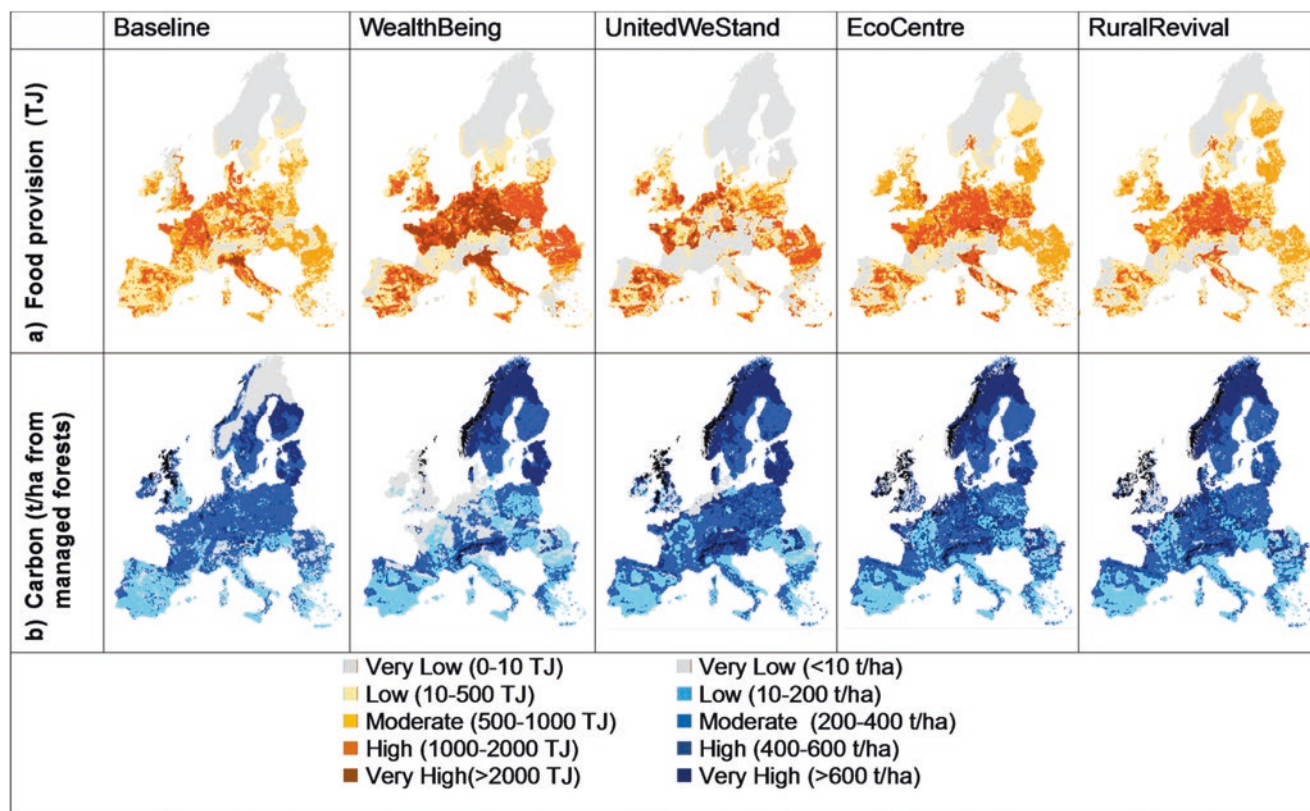 Baseline
WealthBeing
UnitedWeStand
EcoCentre
RuralRevival
a) Food provision (TJ)
b) Carbon (t/ha from
managed forests)
Very Low (0-10 TJ)
Low (10-500 TJ)
Moderate (500-1000 TJ)
High (1000-2000 TJ)
Very High(>2000 TJ)
Very Low (<10 t/ha)
Low (10-200 t/ha)
Moderate (200-400 t/ha)
High (400-600 t/ha)
Very High (>600 t/ha)